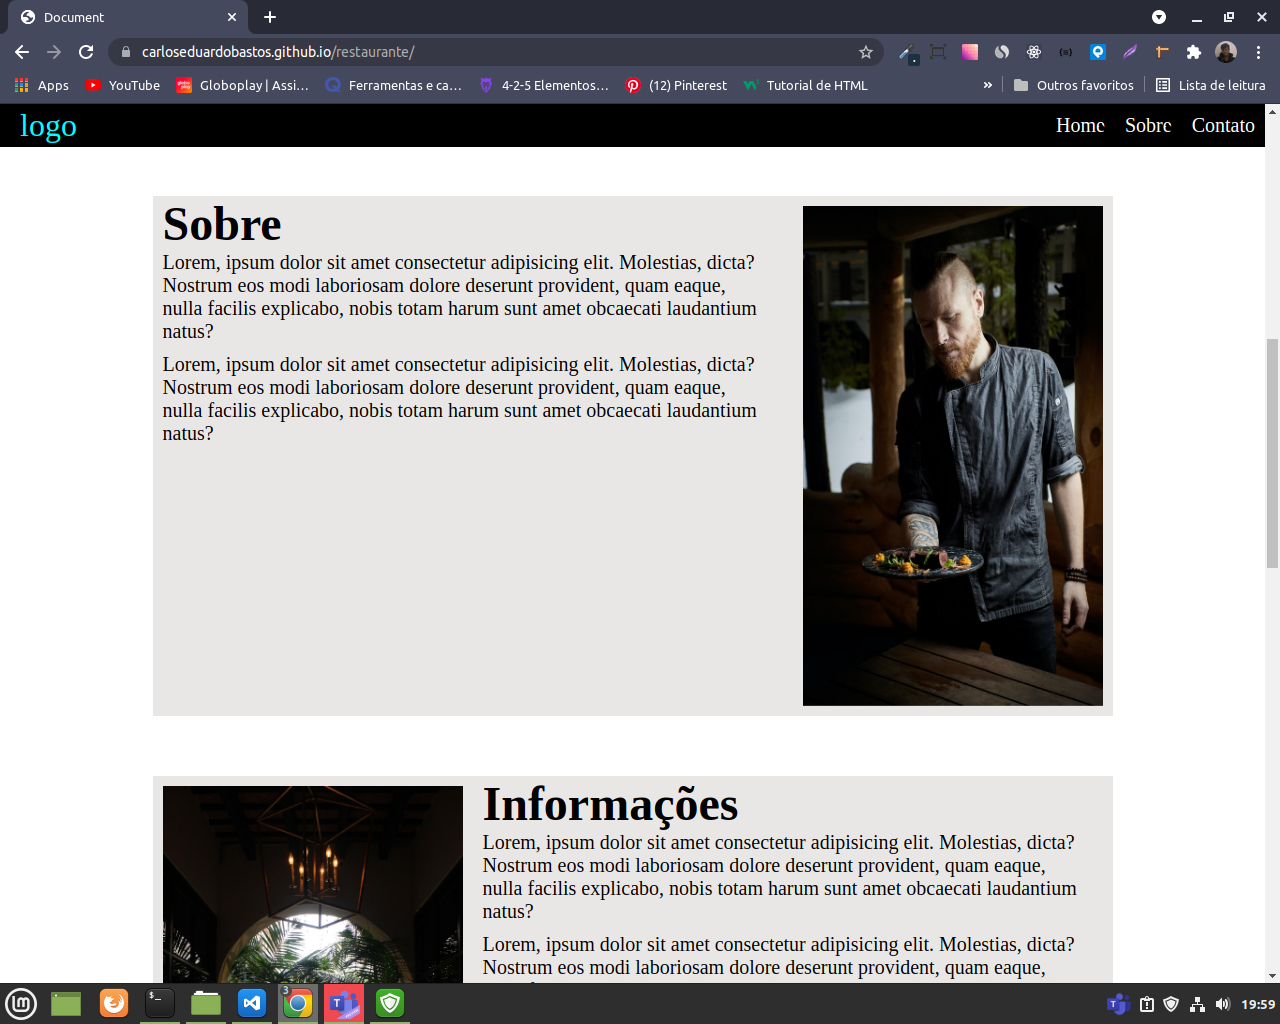 Document
carloseduardobastos.github.io/restaurante/
Apps
YouTube
Globoplay | Assi...
Ferramentas e ca...
4-2-5 Elementos...
(12) Pinterest
Tutorial de HTML
»
Outros favoritos
Lista de leitura
logo
Home
Sobre
Contato
Sobre
Lorem, ipsum dolor sit amet consectetur adipisicing elit. Molestias, dicta?
Nostrum eos modi laboriosam dolore deserunt provident, quam eaque,
nulla facilis explicabo, nobis totam harum sunt amet obcaecati laudantium
natus?
Lorem, ipsum dolor sit amet consectetur adipisicing elit. Molestias, dicta?
Nostrum eos modi laboriosam dolore deserunt provident, quam eaque,
nulla facilis explicabo, nobis totam harum sunt amet obcaecati laudantium
natus?
Informações
Lorem, ipsum dolor sit amet consectetur adipisicing elit. Molestias, dicta?
Nostrum eos modi laboriosam dolore deserunt provident, quam eaque,
nulla facilis explicabo, nobis totam harum sunt amet obcaecati laudantium
natus?
Lorem, ipsum dolor sit amet consectetur adipisicing elit. Molestias, dicta?
Nostrum eos modi laboriosam dolore deserunt provident, quam eaque,
$_
3
19:59